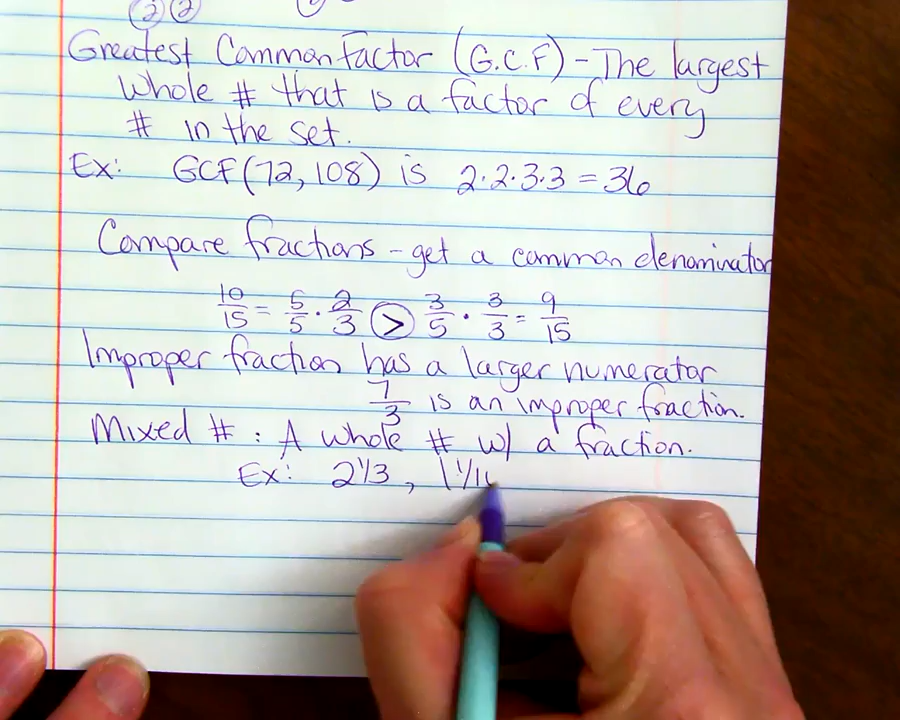 2 2
Greatest Common Factor (G.C.F) - The largest
whole # that is a factor of every
# in the set.
Ex: GCF(72, 108) is 2·2·3·3 = 36
Compare fractions - get a common denominator
10/15 = 5/5 · 2/3 > 3/5 · 3/3 = 9/15
Improper fraction has a larger numerator
7/3 is an improper fraction.
Mixed # : A whole # w/ a fraction.
Ex: 2 1/3 ,